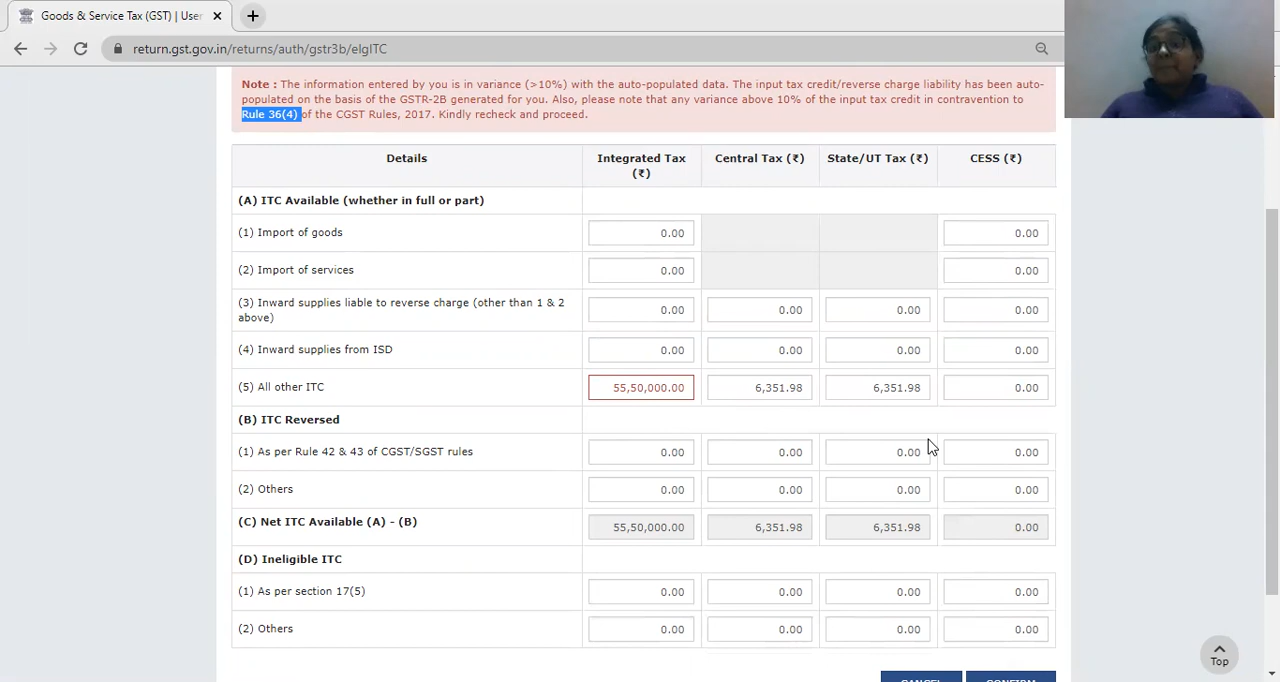 Goods & Service Tax (GST) | User
return.gst.gov.in/returns/auth/gstr3b/elgITC
Note : The information entered by you is in variance (>10%) with the auto-populated data. The input tax credit/reverse charge liability has been auto-
populated on the basis of the GSTR-2B generated for you. Also, please note that any variance above 10% of the input tax credit in contravention to
Rule 36(4) of the CGST Rules, 2017. Kindly recheck and proceed.
Details Integrated Tax (₹) Central Tax (₹) State/UT Tax (₹) CESS (₹)
(A) ITC Available (whether in full or part)
(1) Import of goods 0.00 0.00
(2) Import of services 0.00 0.00
(3) Inward supplies liable to reverse charge (other than 1 & 2
above) 0.00 0.00 0.00 0.00
(4) Inward supplies from ISD 0.00 0.00 0.00 0.00
(5) All other ITC 55,50,000.00 6,351.98 6,351.98 0.00
(B) ITC Reversed
(1) As per Rule 42 & 43 of CGST/SGST rules 0.00 0.00 0.00 0.00
(2) Others 0.00 0.00 0.00 0.00
(C) Net ITC Available (A) - (B) 55,50,000.00 6,351.98 6,351.98 0.00
(D) Ineligible ITC
(1) As per section 17(5) 0.00 0.00 0.00 0.00
(2) Others 0.00 0.00 0.00 0.00
Top
CANCEL CONFIRM